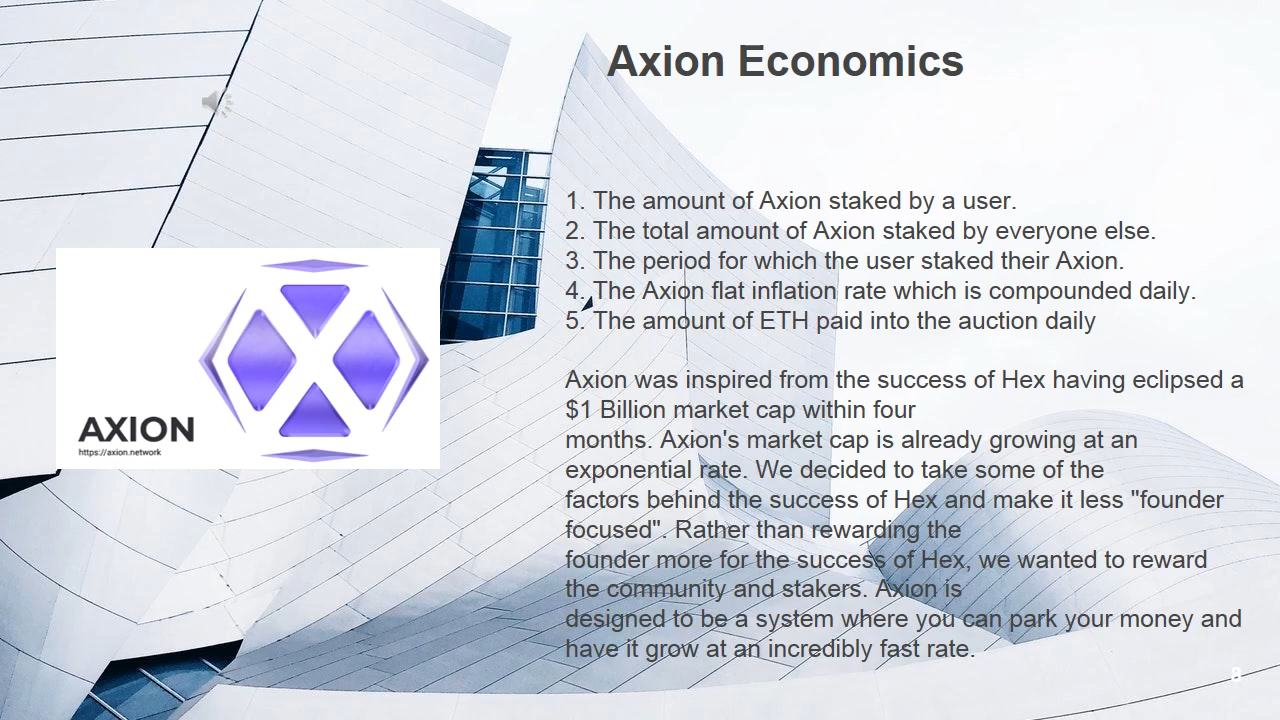 Axion Economics
1. The amount of Axion staked by a user.
2. The total amount of Axion staked by everyone else.
3. The period for which the user staked their Axion.
4. The Axion flat inflation rate which is compounded daily.
5. The amount of ETH paid into the auction daily
Axion was inspired from the success of Hex having eclipsed a
$1 Billion market cap within four
months. Axion's market cap is already growing at an
exponential rate. We decided to take some of the
factors behind the success of Hex and make it less "founder
focused". Rather than rewarding the
founder more for the success of Hex, we wanted to reward
the community and stakers. Axion is
designed to be a system where you can park your money and
have it grow at an incredibly fast rate.
AXION
https://axion.network
8